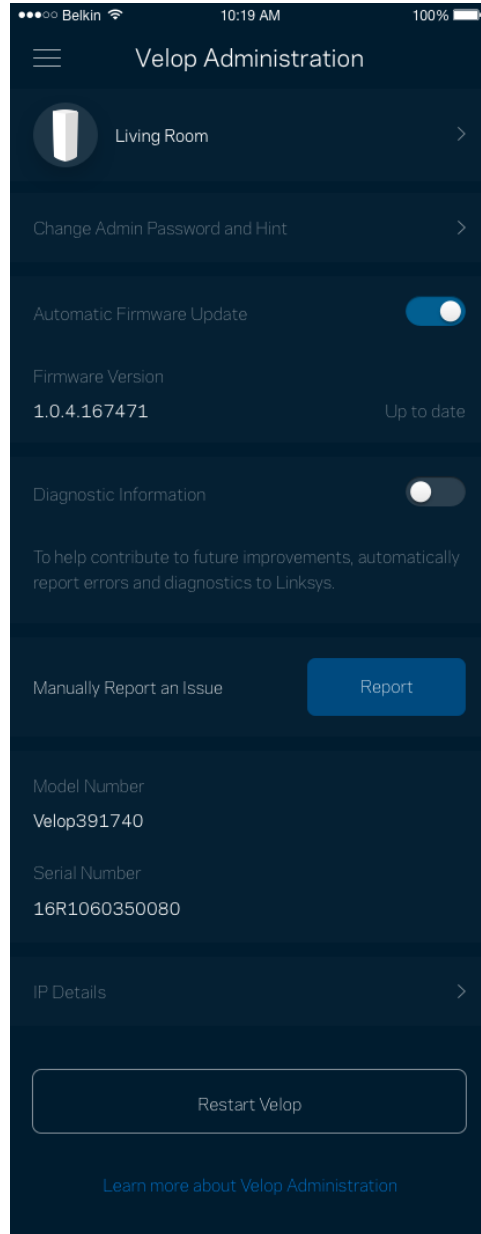 Belkin 10:19 AM 100%
Velop Administration
Living Room
Change Admin Password and Hint
Automatic Firmware Update
Firmware Version
1.0.4.167471 Up to date
Diagnostic Information
To help contribute to future improvements, automatically
report errors and diagnostics to Linksys.
Manually Report an Issue Report
Model Number
Velop391740
Serial Number
16R1060350080
IP Details
Restart Velop
Learn more about Velop Administration